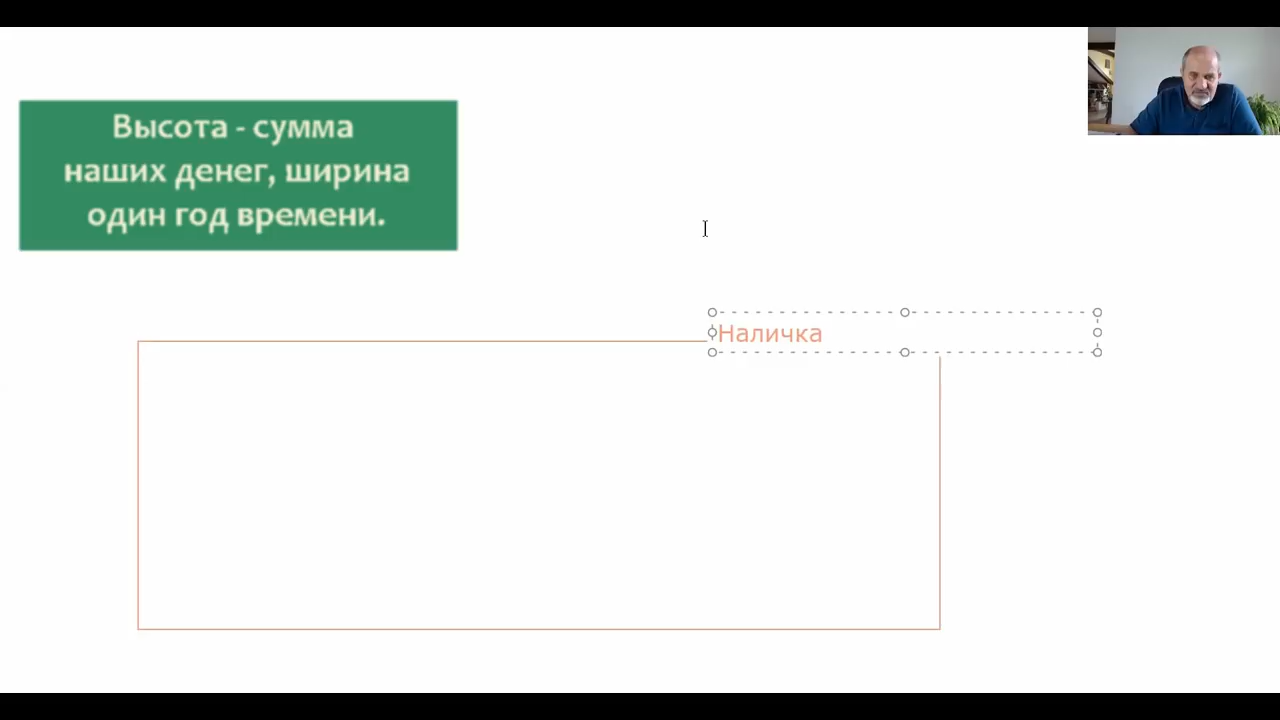 Высота - сумма
наших денег, ширина
один год времени.
Наличка